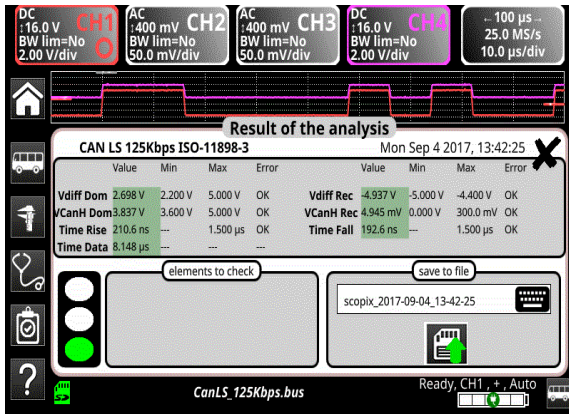 DC
↕16.0 V CH1
BW lim=No
2.00 V/div
AC
↕400 mV CH2
BW lim=No
50.0 mV/div
AC
↕400 mV CH3
BW lim=No
50.0 mV/div
DC
↕16.0 V CH4
BW lim=No
2.00 V/div
←100 µs→
25.0 MS/s
10.0 µs/div
Result of the analysis
CAN LS 125Kbps ISO-11898-3 Mon Sep 4 2017, 13:42:25
Value Min Max Error Value Min Max Error
Vdiff Dom 2.698 V 2.200 V 5.000 V OK Vdiff Rec -4.937 V -5.000 V -4.400 V OK
VCanH Dom 3.837 V 3.600 V 5.000 V OK VCanH Rec 4.945 mV 0.000 V 300.0 mV OK
Time Rise 210.6 ns --- 1.500 µs OK Time Fall 192.6 ns --- 1.500 µs OK
Time Data 8.148 µs --- --- ---
elements to check
save to file
scopix_2017-09-04_13-42-25
SD
CanLS_125Kbps.bus
Ready, CH1 , + , Auto